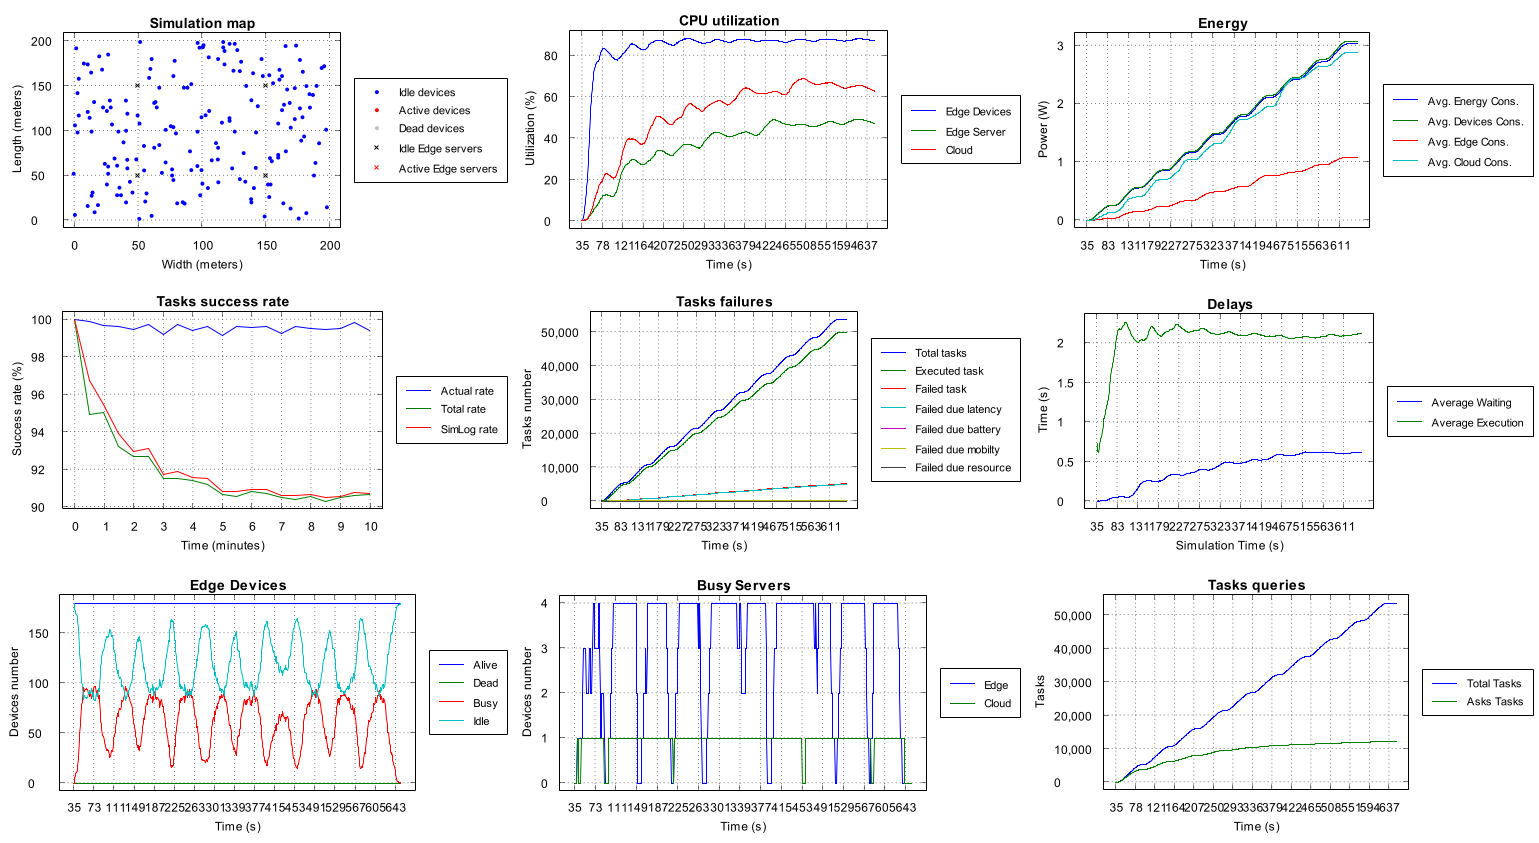 Simulation map
200
150
100
50
0
0
50
100
150
200
Length (meters)
Width (meters)
Idle devices
Active devices
Dead devices
Idle Edge servers
Active Edge servers
CPU utilization
80
60
40
20
0
Utilization (%)
Time (s)
Edge Devices
Edge Server
Cloud
Energy
3
2
1
0
Power (W)
Time (s)
Avg. Energy Cons.
Avg. Devices Cons.
Avg. Edge Cons.
Avg. Cloud Cons.
Tasks success rate
100
98
96
94
92
90
0 1 2 3 4 5 6 7 8 9 10
Success rate (%)
Time (minutes)
Actual rate
Total rate
SimLog rate
Tasks failures
50,000
40,000
30,000
20,000
10,000
0
Tasks number
Time (s)
Total tasks
Executed task
Failed task
Failed due latency
Failed due battery
Failed due mobilty
Failed due resource
Delays
2
1.5
1
0.5
0
Time (s)
Simulation Time (s)
Average Waiting
Average Execution
Edge Devices
150
100
50
0
Devices number
Time (s)
Alive
Dead
Busy
Idle
Busy Servers
4
3
2
1
0
Devices number
Time (s)
Edge
Cloud
Tasks queries
50,000
40,000
30,000
20,000
10,000
0
Tasks
Time (s)
Total Tasks
Asks Tasks